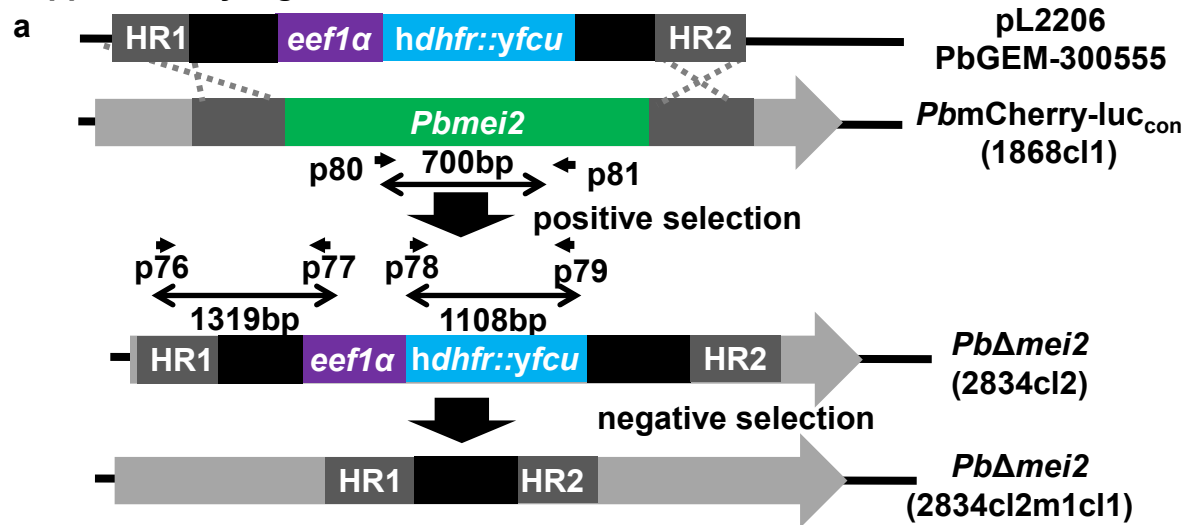 a
HR1 eef1α hdhfr::yfcu HR2
pL2206
PbGEM-300555
Pbmei2
PbmCherry-luccon
(1868cl1)
p80 700bp p81
positive selection
p76 p77 p78 p79
1319bp 1108bp
HR1 eef1α hdhfr::yfcu HR2
PbΔmei2
(2834cl2)
negative selection
HR1 HR2
PbΔmei2
(2834cl2m1cl1)